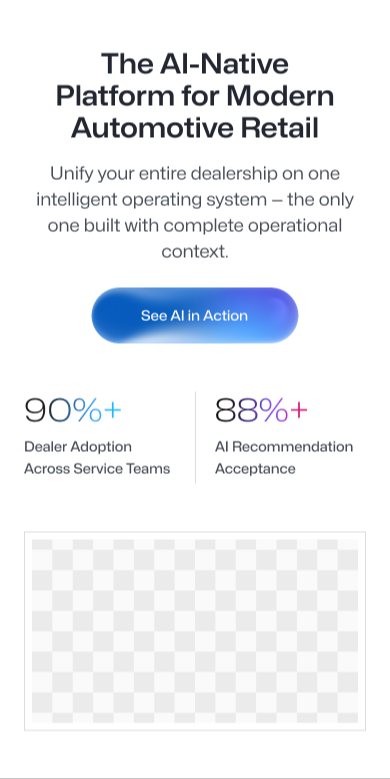 The AI-Native
Platform for Modern
Automotive Retail
Unify your entire dealership on one
intelligent operating system – the only
one built with complete operational
context.
See AI in Action
90%+
Dealer Adoption
Across Service Teams
88%+
AI Recommendation
Acceptance